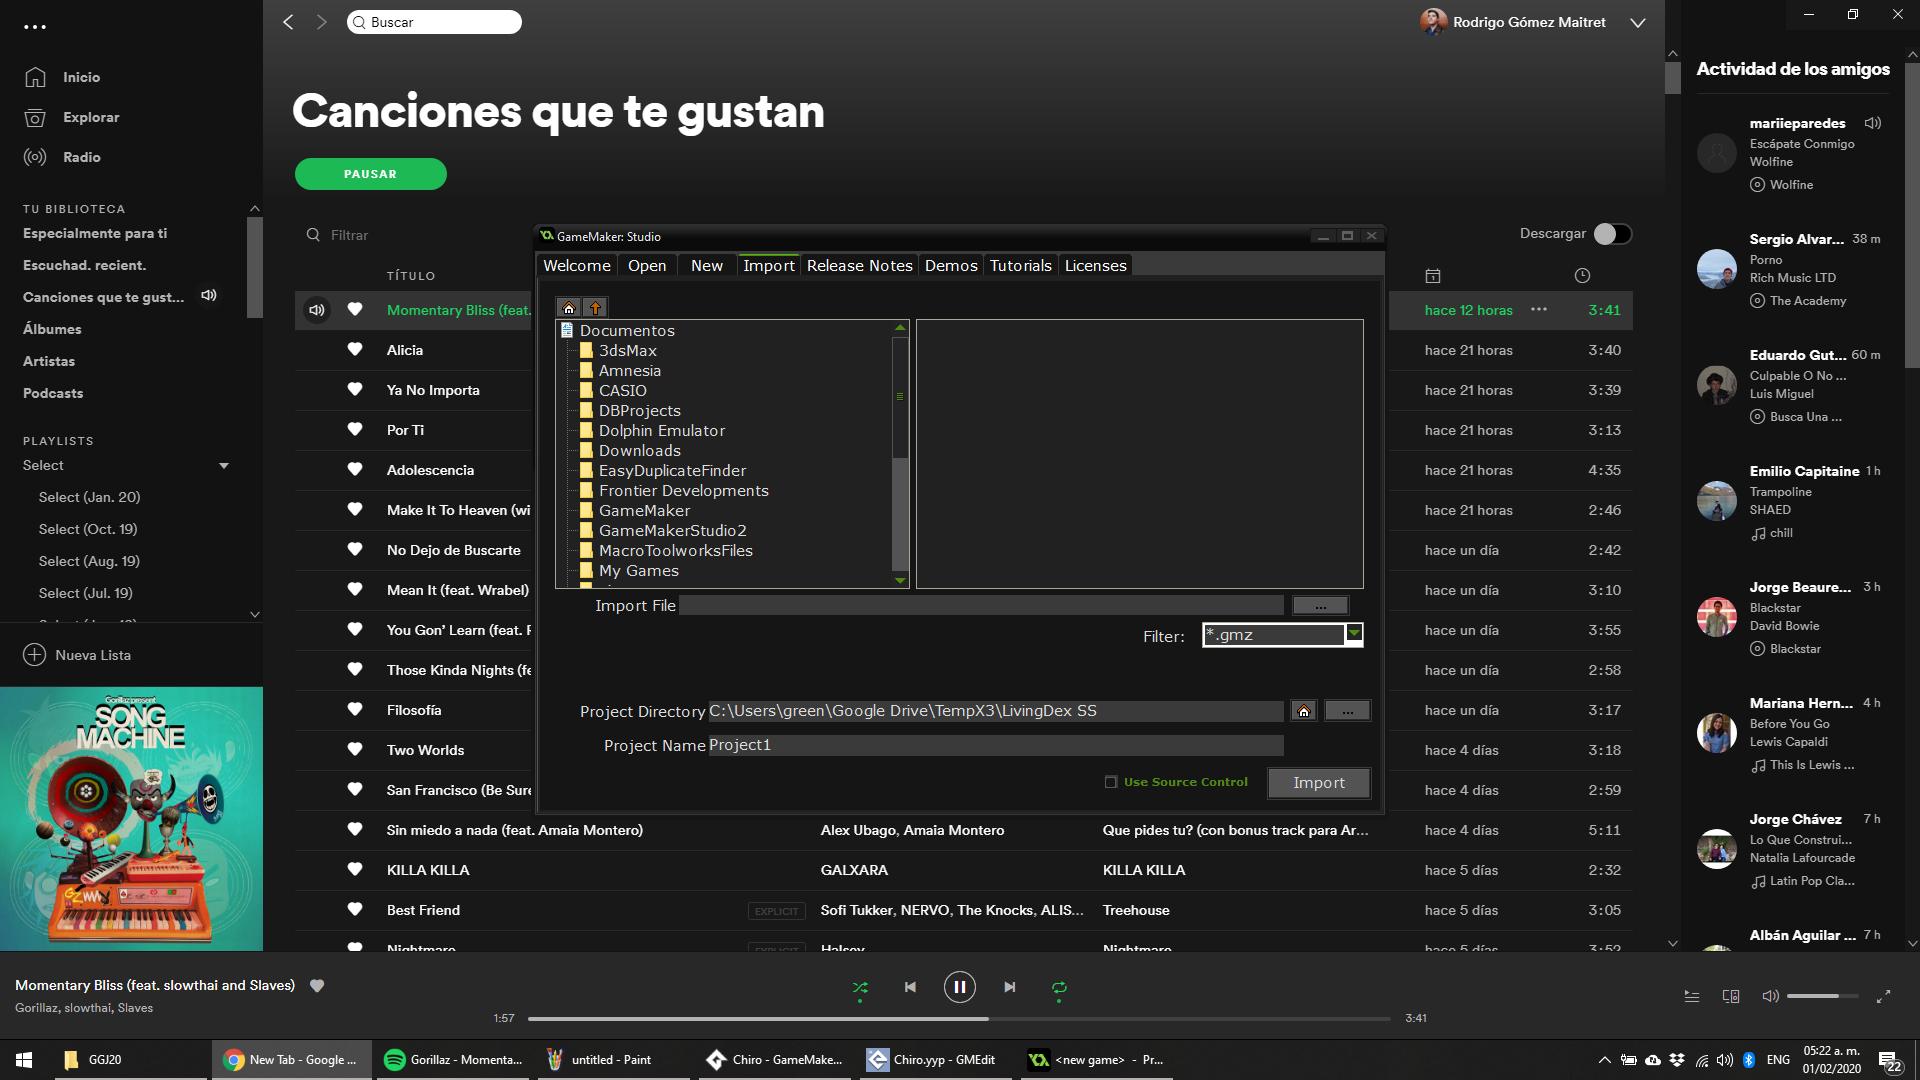 Buscar
Rodrigo Gómez Maitret
Inicio
Explorar
Radio
TU BIBLIOTECA
Especialmente para ti
Escuchad. recient.
Canciones que te gust...
Álbumes
Artistas
Podcasts
PLAYLISTS
Select
Select (Jan. 20)
Select (Oct. 19)
Select (Aug. 19)
Select (Jul. 19)
Nueva Lista
Gorillaz present
SONG
MACHINE
Canciones que te gustan
PAUSAR
Filtrar
Descargar
TÍTULO
Momentary Bliss (feat.
hace 12 horas
3:41
Alicia
hace 21 horas
3:40
Ya No Importa
hace 21 horas
3:39
Por Ti
hace 21 horas
3:13
Adolescencia
hace 21 horas
4:35
Make It To Heaven (wi
hace 21 horas
2:46
No Dejo de Buscarte
hace un día
2:42
Mean It (feat. Wrabel)
hace un día
3:10
You Gon' Learn (feat. F
hace un día
3:55
Those Kinda Nights (fe
hace un día
2:58
Filosofía
hace un día
3:17
Two Worlds
hace 4 días
3:18
San Francisco (Be Sure
hace 4 días
2:59
Sin miedo a nada (feat. Amaia Montero)
Alex Ubago, Amaia Montero
Que pides tu? (con bonus track para Ar...
hace 4 días
5:11
KILLA KILLA
GALXARA
KILLA KILLA
hace 5 días
2:32
Best Friend
EXPLICIT
Sofi Tukker, NERVO, The Knocks, ALIS...
Treehouse
hace 5 días
3:05
Nightmare
EXPLICIT
Halsey
Nightmare
hace 5 días
3:52
GameMaker: Studio
Welcome
Open
New
Import
Release Notes
Demos
Tutorials
Licenses
Documentos
3dsMax
Amnesia
CASIO
DBProjects
Dolphin Emulator
Downloads
EasyDuplicateFinder
Frontier Developments
GameMaker
GameMakerStudio2
MacroToolworksFiles
My Games
Import File
...
Filter:
*.gmz
Project Directory
C:\Users\green\Google Drive\TempX3\LivingDex SS
...
Project Name
Project1
Use Source Control
Import
Actividad de los amigos
mariieparedes
Escápate Conmigo
Wolfine
Wolfine
Sergio Alvar...
38 m
Porno
Rich Music LTD
The Academy
Eduardo Gut...
60 m
Culpable O No ...
Luis Miguel
Busca Una ...
Emilio Capitaine
1 h
Trampoline
SHAED
chill
Jorge Beaure...
3 h
Blackstar
David Bowie
Blackstar
Mariana Hern...
4 h
Before You Go
Lewis Capaldi
This Is Lewis ...
Jorge Chávez
7 h
Lo Que Construi...
Natalia Lafourcade
Latin Pop Cla...
Albán Aguilar ...
7 h
Momentary Bliss (feat. slowthai and Slaves)
Gorillaz, slowthai, Slaves
1:57
3:41
GGJ20
New Tab - Google ...
Gorillaz - Momenta...
untitled - Paint
Chiro - GameMake...
Chiro.yyp - GMEdit
<new game> - Pr...
ENG
05:22 a. m.
01/02/2020
22